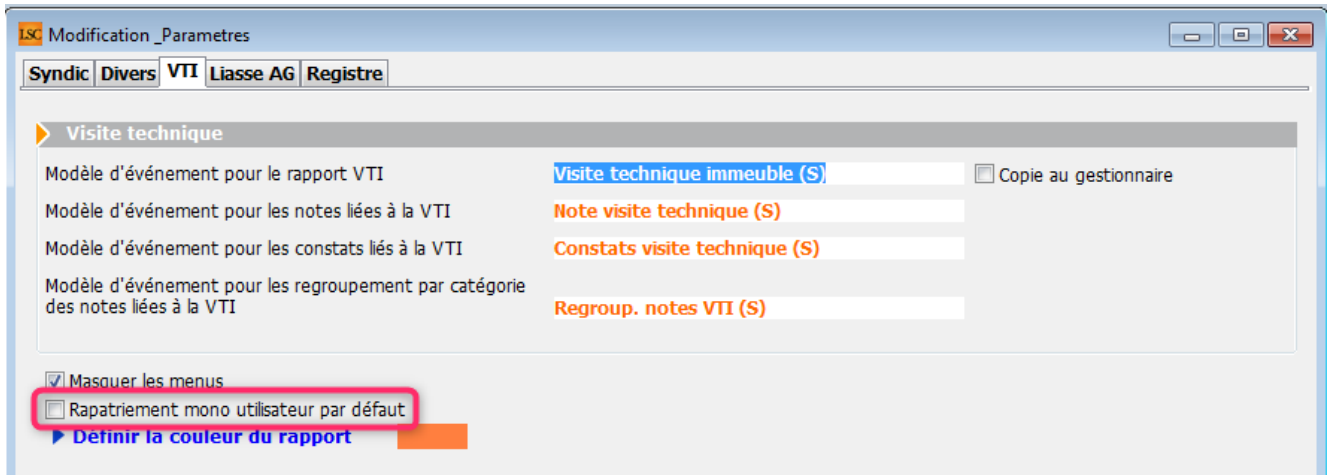 LSC Modification _Parametres
Syndic Divers VTI Liasse AG Registre
Visite technique
Modèle d'événement pour le rapport VTI Visite technique immeuble (S) Copie au gestionnaire
Modèle d'événement pour les notes liées à la VTI Note visite technique (S)
Modèle d'événement pour les constats liés à la VTI Constats visite technique (S)
Modèle d'événement pour les regroupement par catégorie
des notes liées à la VTI Regroup. notes VTI (S)
Masquer les menus
Rapatriement mono utilisateur par défaut
Définir la couleur du rapport